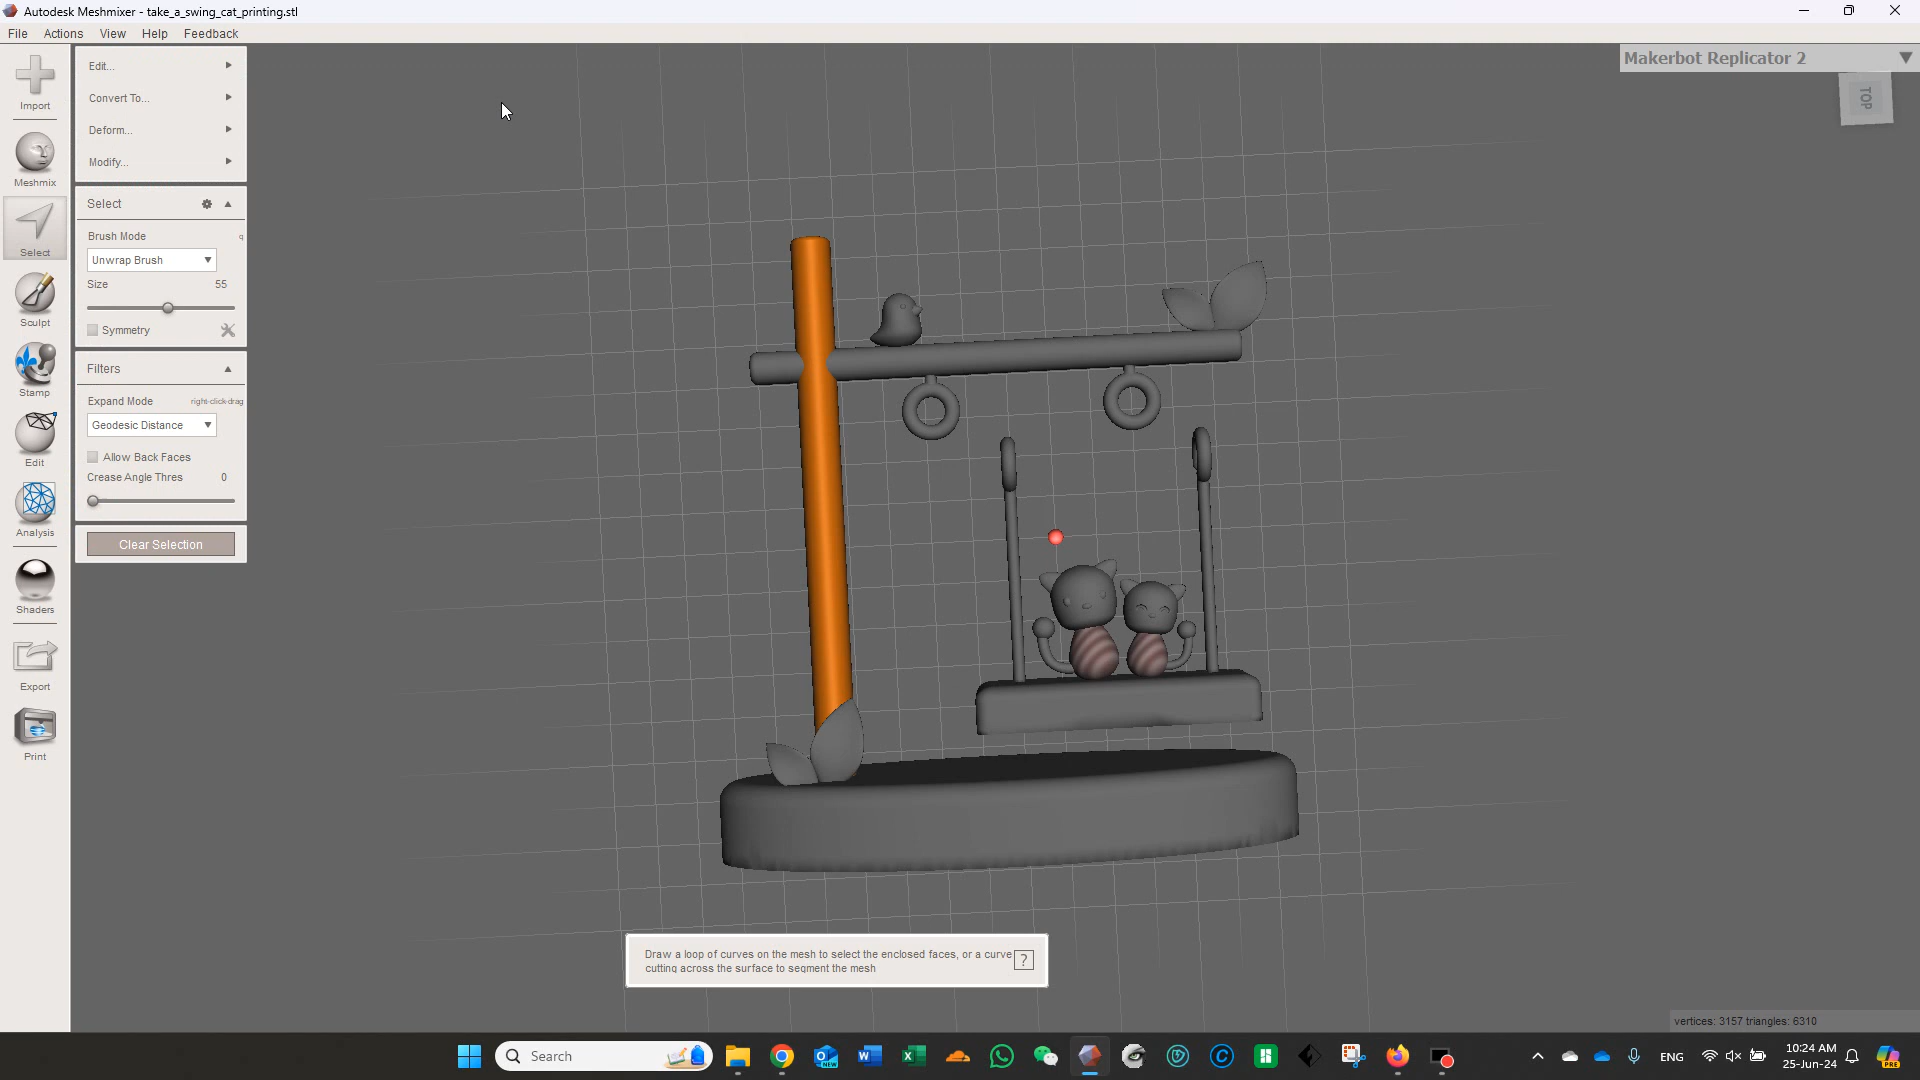 Autodesk Meshmixer - take_a_swing_cat_printing.stl
File Actions View Help Feedback
Import
Meshmix
Select
Sculpt
Stamp
Edit
Analysis
Shaders
Export
Print
Edit...
Convert To...
Deform...
Modify...
Select
Brush Mode q
Unwrap Brush
Size 55
Symmetry
Filters
Expand Mode right-click-drag
Geodesic Distance
Allow Back Faces
Crease Angle Thres 0
Clear Selection
Makerbot Replicator 2
TOP
Draw a loop of curves on the mesh to select the enclosed faces, or a curve
cutting across the surface to segment the mesh
?
vertices: 3157 triangles: 6310
Search
NEW
ENG
10:24 AM
25-Jun-24
PRE